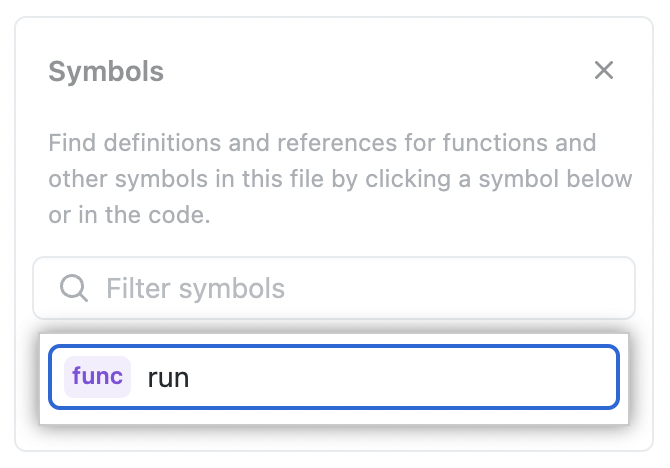 Symbols
Find definitions and references for functions and
other symbols in this file by clicking a symbol below
or in the code.
Filter symbols
func run